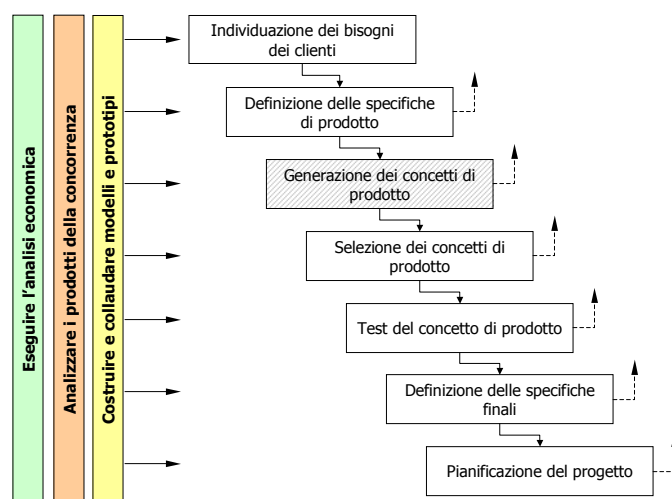 Eseguire l'analisi economica
Analizzare i prodotti della concorrenza
Costruire e collaudare modelli e prototipi
Individuazione dei bisogni
dei clienti
Definizione delle specifiche
di prodotto
Generazione dei concetti di
prodotto
Selezione dei concetti di
prodotto
Test del concetto di prodotto
Definizione delle specifiche
finali
Pianificazione del progetto